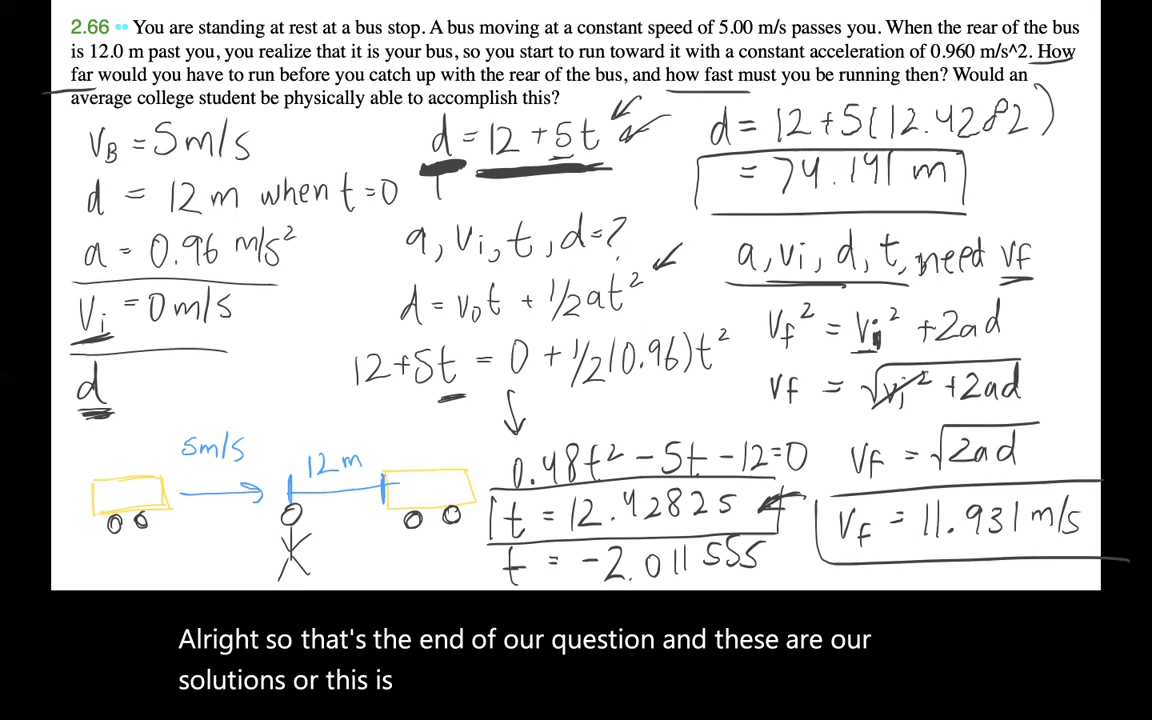 2.66 •• You are standing at rest at a bus stop. A bus moving at a constant speed of 5.00 m/s passes you. When the rear of the bus
is 12.0 m past you, you realize that it is your bus, so you start to run toward it with a constant acceleration of 0.960 m/s^2. How
far would you have to run before you catch up with the rear of the bus, and how fast must you be running then? Would an
average college student be physically able to accomplish this?
VB = 5m/s
d = 12 m when t=0
a = 0.96 m/s²
Vi = 0m/s
d
5m/s
12m
d = 12 + 5t
a, Vi, t, d=?
d = V₀t + 1/2at²
12+5t = 0 + 1/2(0.96)t²
0.48t² - 5t - 12=0
t = 12.4282s
t = -2.01155s
d = 12 + 5(12.4282)
= 74.141 m
a, vi, d, t, need vf
Vf² = Vi² + 2ad
Vf = √vi² + 2ad
Vf = √2ad
Vf = 11.931 m/s
Alright so that's the end of our question and these are our
solutions or this is